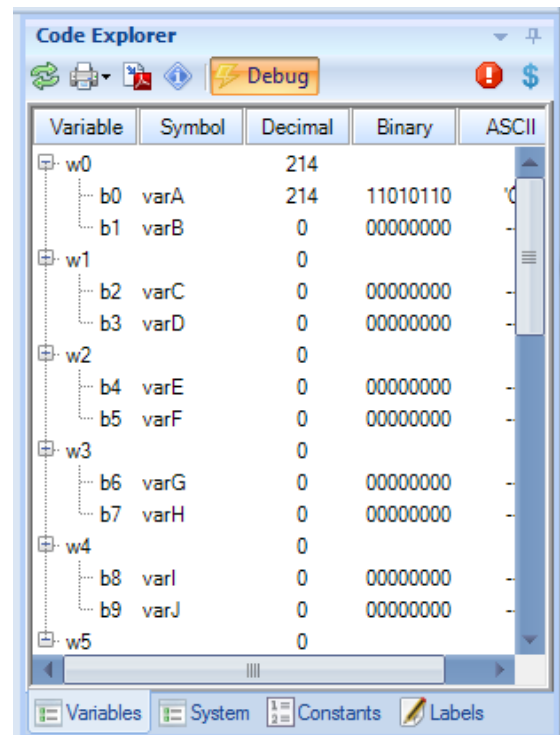 Code Explorer
Debug $
Variable Symbol Decimal Binary ASCII
w0 214
b0 varA 214 11010110
b1 varB 0 00000000 --
w1 0
b2 varC 0 00000000 --
b3 varD 0 00000000 --
w2 0
b4 varE 0 00000000 --
b5 varF 0 00000000 --
w3 0
b6 varG 0 00000000 --
b7 varH 0 00000000 --
w4 0
b8 varI 0 00000000 --
b9 varJ 0 00000000 --
w5 0
Variables System Constants Labels